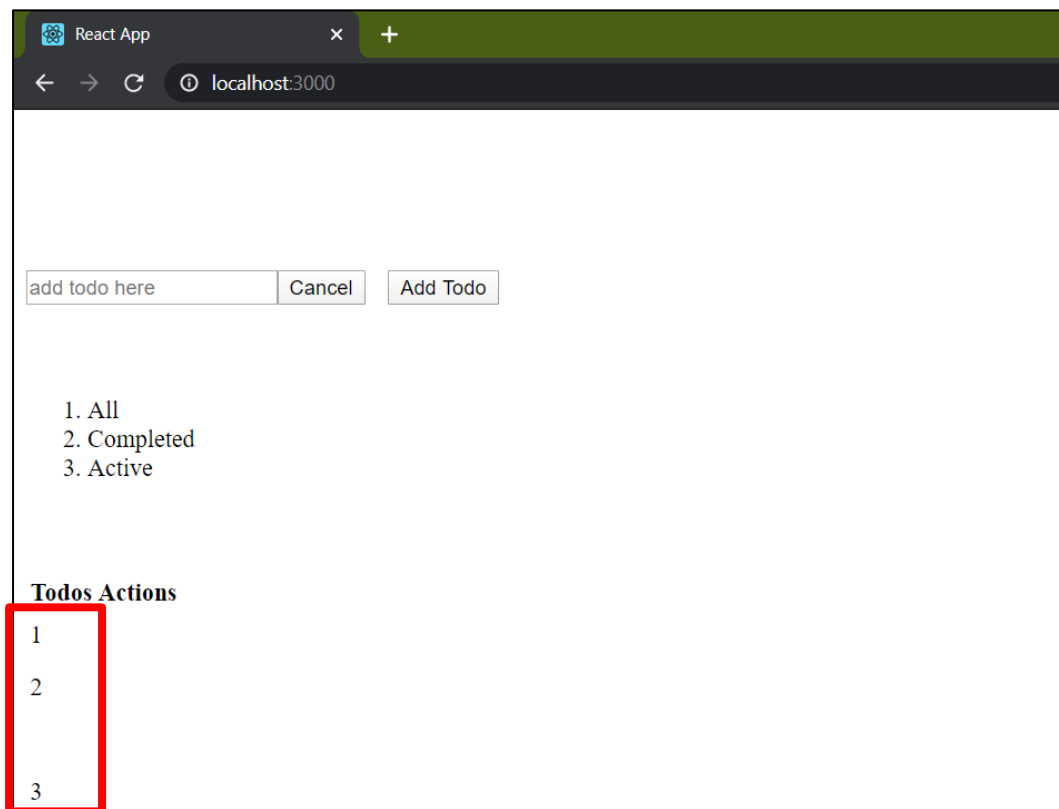 React App
localhost:3000
add todo here Cancel Add Todo
1. All
2. Completed
3. Active
Todos Actions
1
2
3